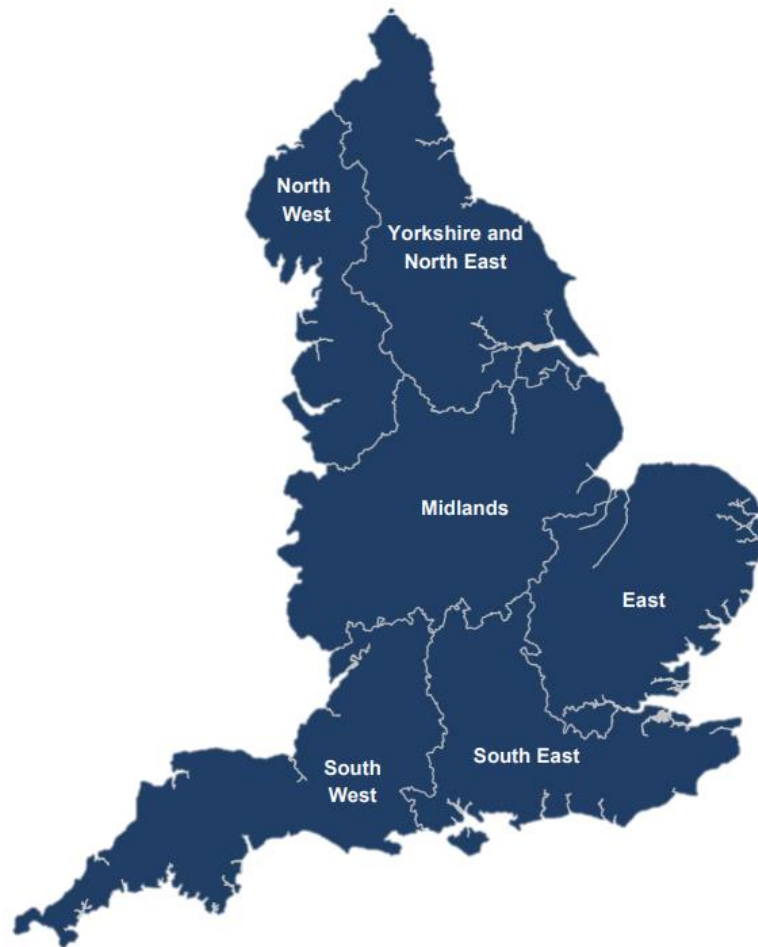 North
West
Yorkshire and
North East
Midlands
East
South East
South
West